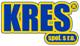 KRES
spol. s r.o.